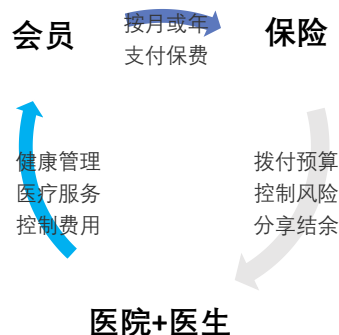 会员
按月或年
支付保费
保险
健康管理
医疗服务
控制费用
拨付预算
控制风险
分享结余
医院+医生